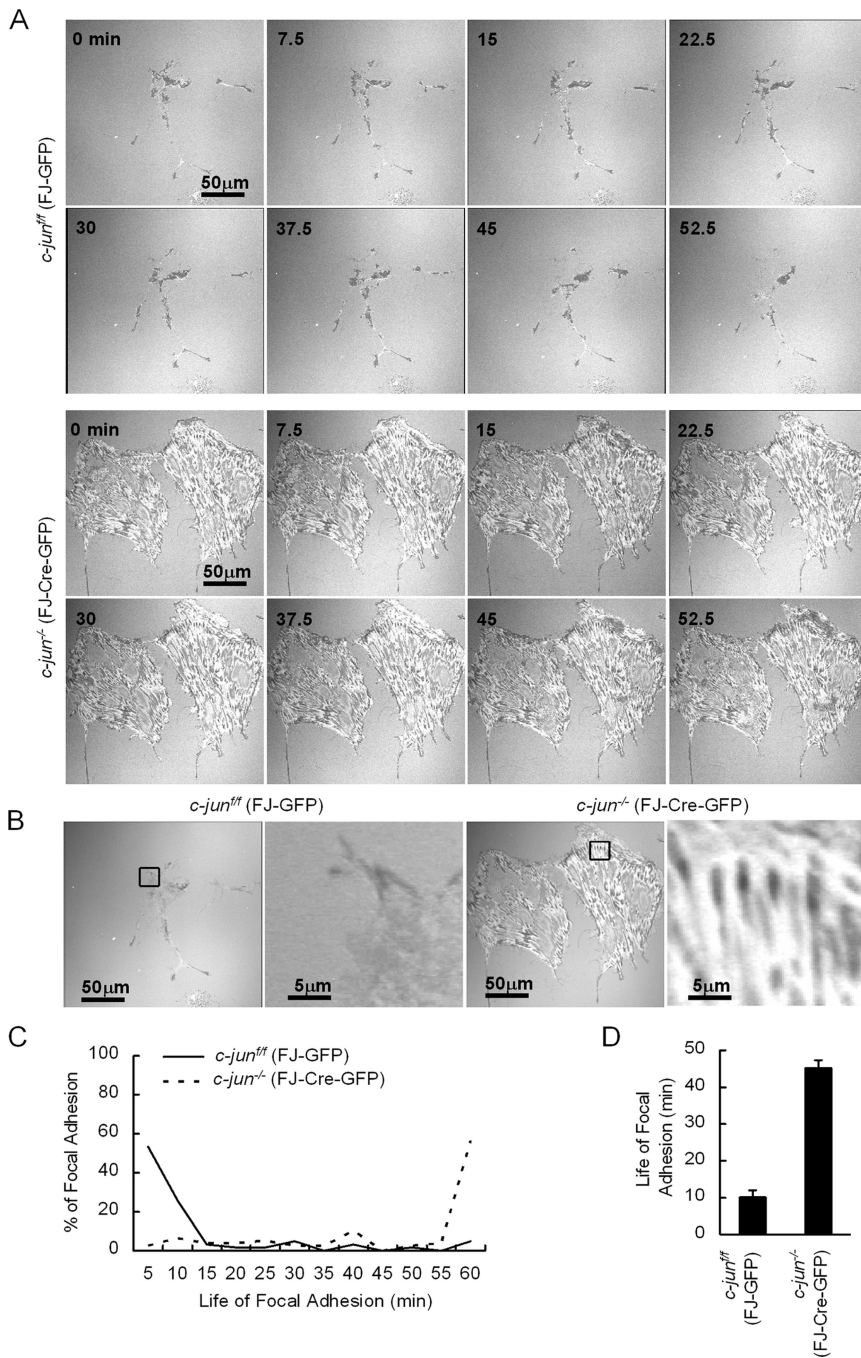 A
0 min 7.5 15 22.5
50μm
30 37.5 45 52.5
c-jun^f/f (FJ-GFP)
0 min 7.5 15 22.5
50μm
30 37.5 45 52.5
c-jun^-/- (FJ-Cre-GFP)
c-jun^f/f (FJ-GFP) c-jun^-/- (FJ-Cre-GFP)
B
50μm 5μm 50μm 5μm
C
c-jun^f/f (FJ-GFP)
c-jun^-/- (FJ-Cre-GFP)
% of Focal Adhesion
100
80
60
40
20
0
5 10 15 20 25 30 35 40 45 50 55 60
Life of Focal Adhesion (min)
D
Life of Focal
Adhesion (min)
50
40
30
20
10
0
c-jun^f/f
(FJ-GFP)
c-jun^-/-
(FJ-Cre-GFP)